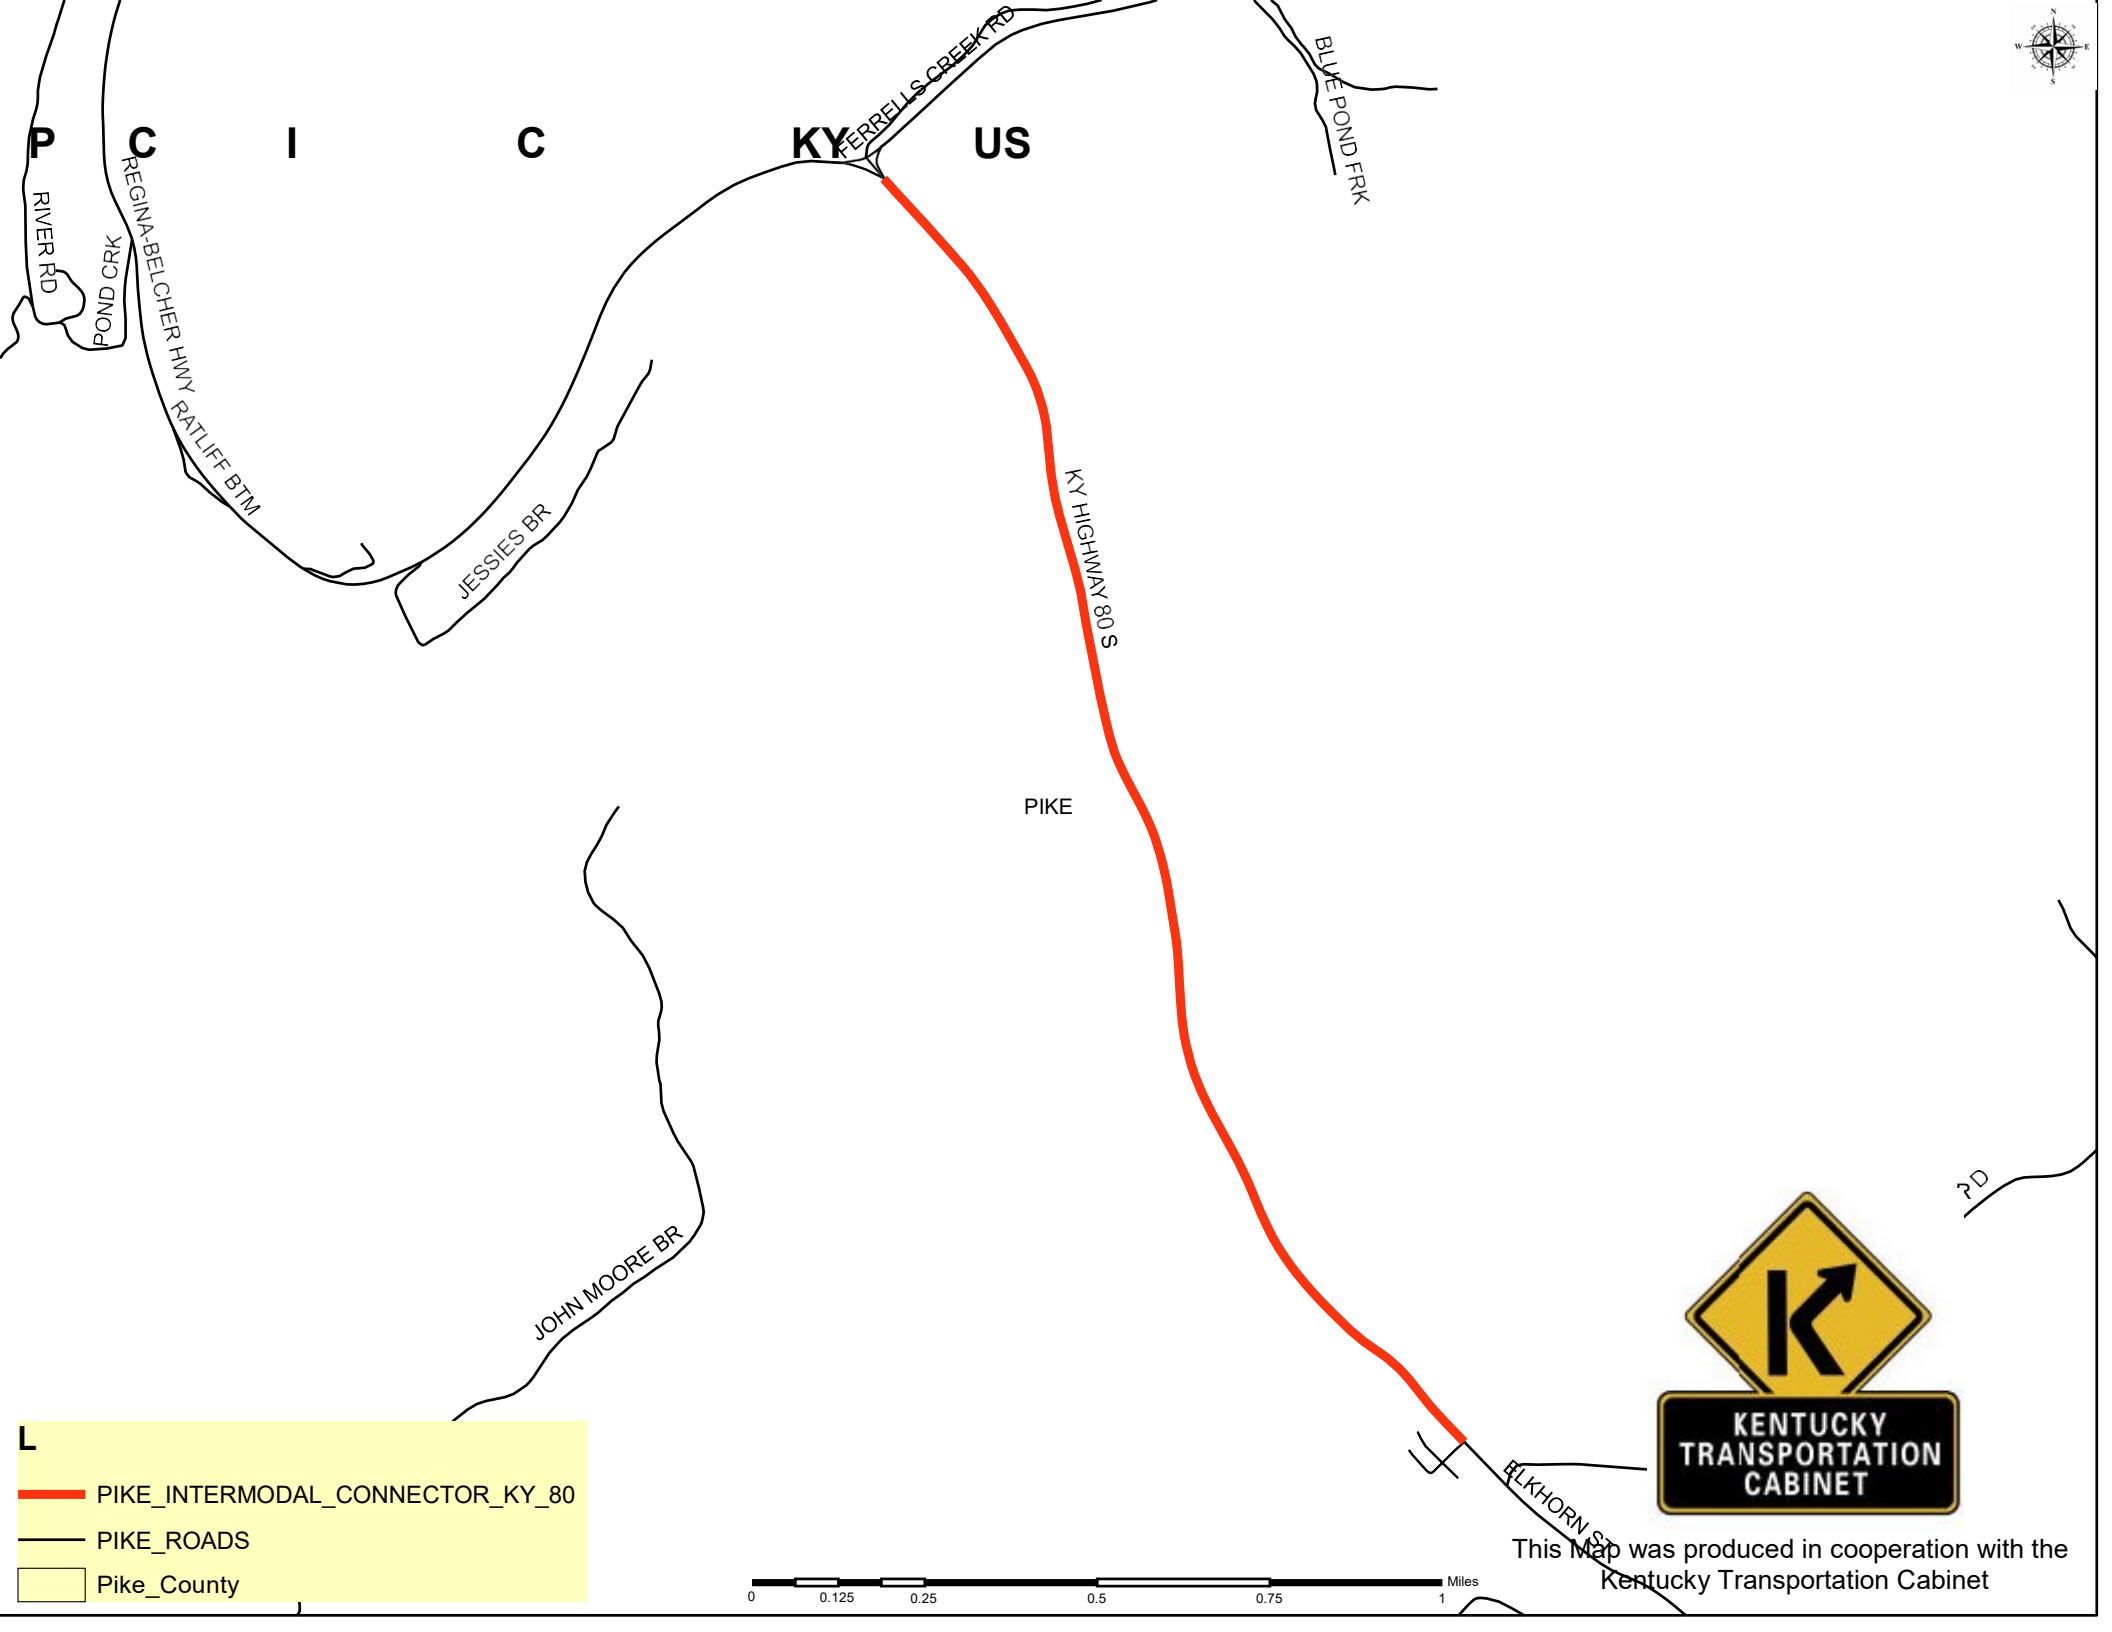 N
W E
S
P C I C KY US
FERRELLS CREEK RD
BLUE POND FRK
RIVER RD
POND CRK
REGINA-BELCHER HWY
RATLIFF BTM
JESSIES BR
KY HIGHWAY 80 S
PIKE
JOHN MOORE BR
ELKHORN ST
KENTUCKY
TRANSPORTATION
CABINET
This Map was produced in cooperation with the
Kentucky Transportation Cabinet
L
PIKE_INTERMODAL_CONNECTOR_KY_80
PIKE_ROADS
Pike_County
0 0.125 0.25 0.5 0.75 1 Miles